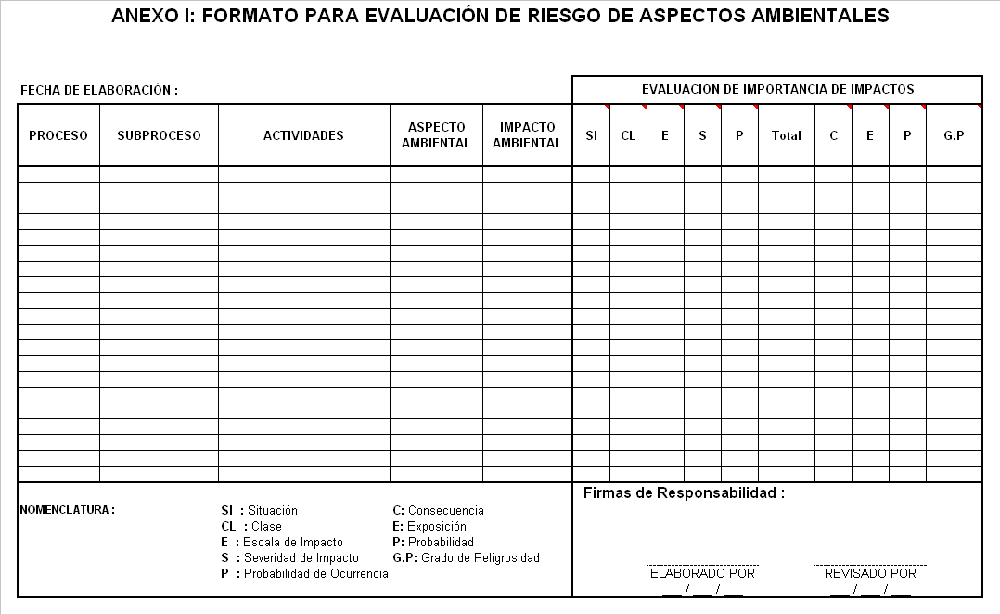 ANEXO I: FORMATO PARA EVALUACIÓN DE RIESGO DE ASPECTOS AMBIENTALES
FECHA DE ELABORACIÓN :
EVALUACION DE IMPORTANCIA DE IMPACTOS
PROCESO SUBPROCESO ACTIVIDADES ASPECTO AMBIENTAL IMPACTO AMBIENTAL SI CL E S P Total C E P G.P
NOMENCLATURA :
SI : Situación
CL : Clase
E : Escala de Impacto
S : Severidad de Impacto
P : Probabilidad de Ocurrencia
C: Consecuencia
E: Exposición
P: Probabilidad
G.P: Grado de Peligrosidad
Firmas de Responsabilidad :
ELABORADO POR
___ / ___ / ___
REVISADO POR
___ / ___ / ___